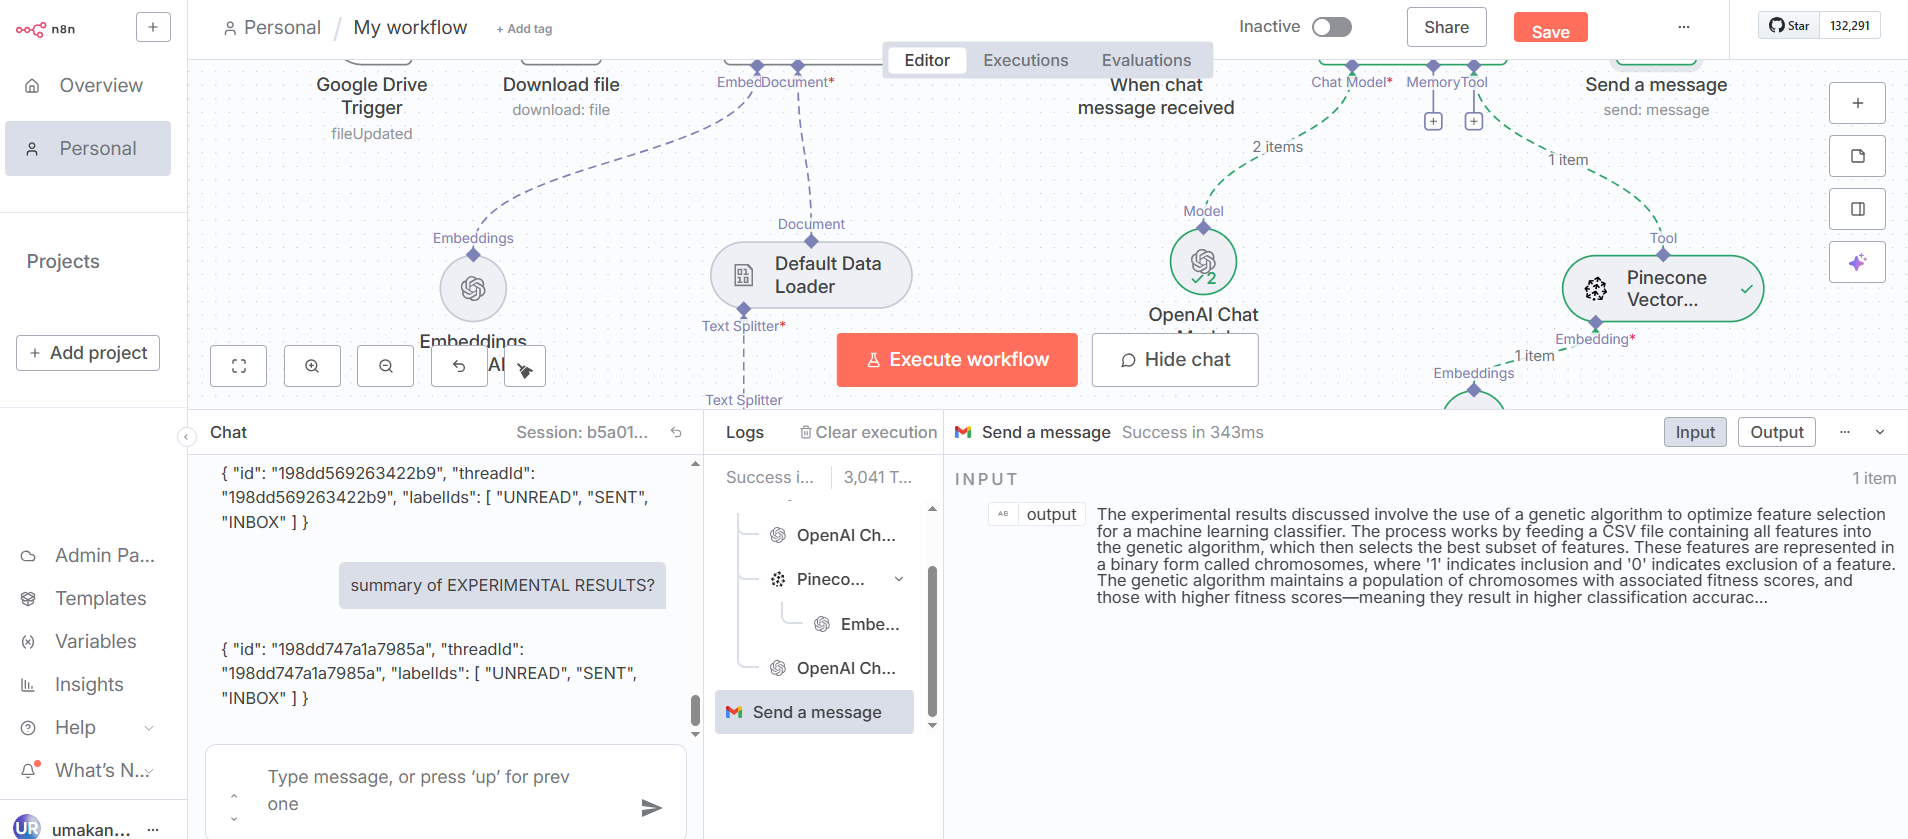 n8n
Personal / My workflow + Add tag
Inactive
Share
Save
Star 132,291
Editor Executions Evaluations
Overview
Personal
Projects
+ Add project
Admin Pa...
Templates
Variables
Insights
Help
What's N...
UR umakan...
Google Drive
Trigger
fileUpdated
Download file
download: file
Document*
When chat
message received
Chat Model*
Memory
Tool
Send a message
send: message
2 items
1 item
Embeddings
Document
Default Data
Loader
Text Splitter*
Text Splitter
Embeddings
Model
2
OpenAI Chat
Tool
Pinecone
Vector...
Embedding*
1 item
Embeddings
Execute workflow
Hide chat
Chat
Session: b5a01...
{ "id": "198dd569263422b9", "threadId":
"198dd569263422b9", "labelIds": [ "UNREAD", "SENT",
"INBOX" ] }
summary of EXPERIMENTAL RESULTS?
{ "id": "198dd747a1a7985a", "threadId":
"198dd747a1a7985a", "labelIds": [ "UNREAD", "SENT",
"INBOX" ] }
Type message, or press ‘up’ for prev
one
Logs
Clear execution
Success i...
3,041 T...
OpenAI Ch...
Pineco...
Embe...
OpenAI Ch...
Send a message
Send a message Success in 343ms
Input
Output
INPUT
1 item
AB output
The experimental results discussed involve the use of a genetic algorithm to optimize feature selection
for a machine learning classifier. The process works by feeding a CSV file containing all features into
the genetic algorithm, which then selects the best subset of features. These features are represented in
a binary form called chromosomes, where '1' indicates inclusion and '0' indicates exclusion of a feature.
The genetic algorithm maintains a population of chromosomes with associated fitness scores, and
those with higher fitness scores—meaning they result in higher classification accurac...